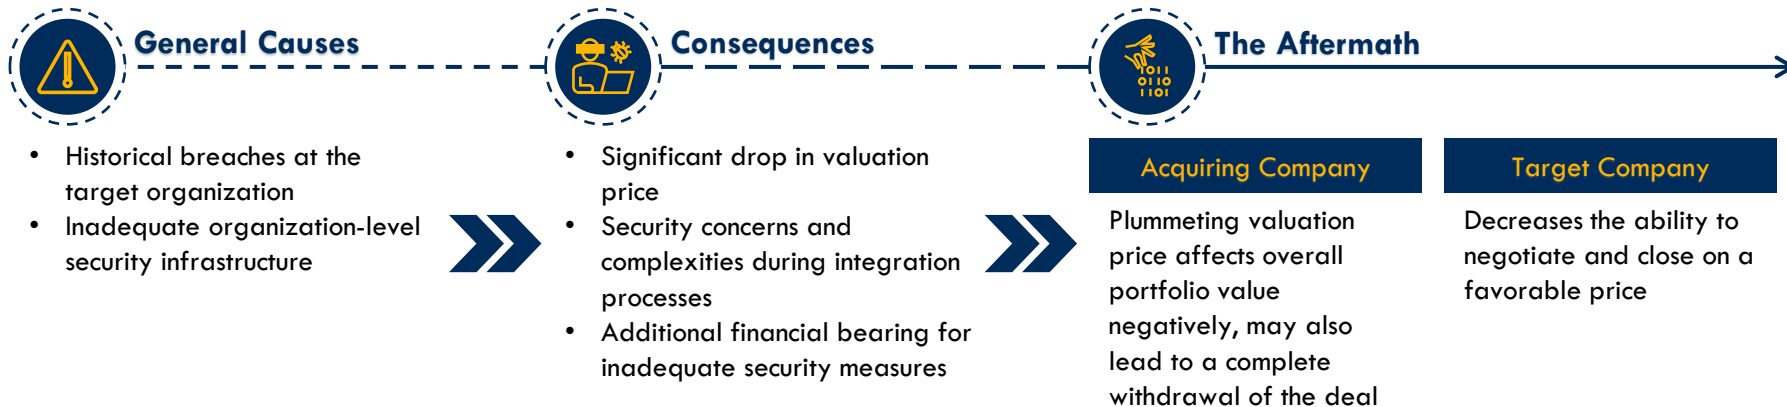 General Causes
• Historical breaches at the
target organization
• Inadequate organization-level
security infrastructure
Consequences
• Significant drop in valuation
price
• Security concerns and
complexities during integration
processes
• Additional financial bearing for
inadequate security measures
The Aftermath
1011
0110
1101
Acquiring Company
Plummeting valuation
price affects overall
portfolio value
negatively, may also
lead to a complete
withdrawal of the deal
Target Company
Decreases the ability to
negotiate and close on a
favorable price